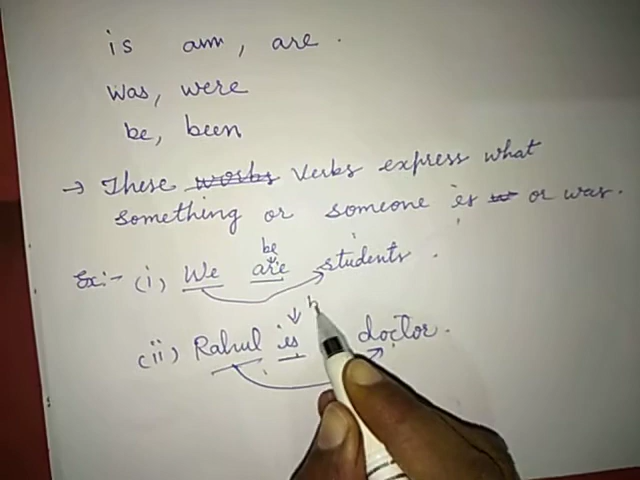 is am, are.
was, were
be, been
→ These works verbs express what
something or someone is or was.
be
Ex:- (i) We are students.
(ii) Rahul is doctor.